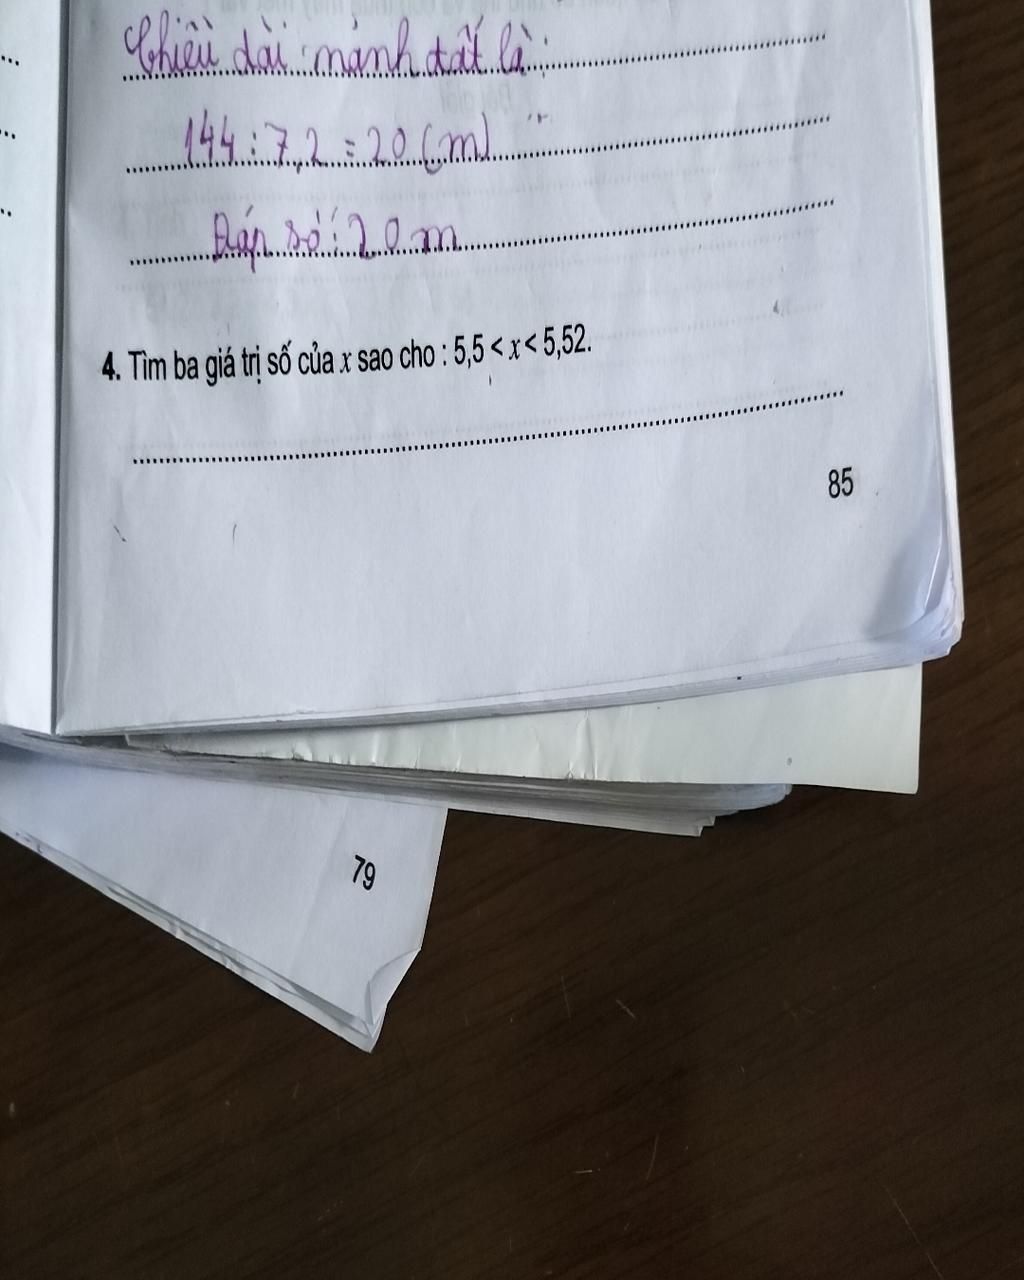 Chiều dài mảnh đất là:
144 : 7,2 = 20 (m)
Đáp số: 20 m
4. Tìm ba giá trị số của x sao cho : 5,5 < x < 5,52.
85
79